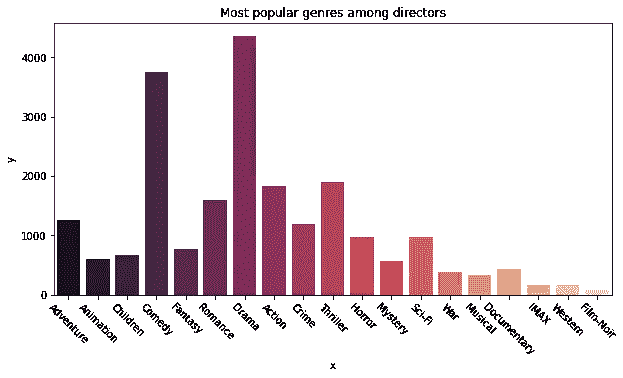 Most popular genres among directors
4000
3000
2000
1000
0
y
Adventure
Animation
Children
Comedy
Fantasy
Romance
Drama
Action
Crime
Thriller
Horror
Mystery
Sci-Fi
War
Musical
Documentary
IMAX
Western
Film-Noir
x